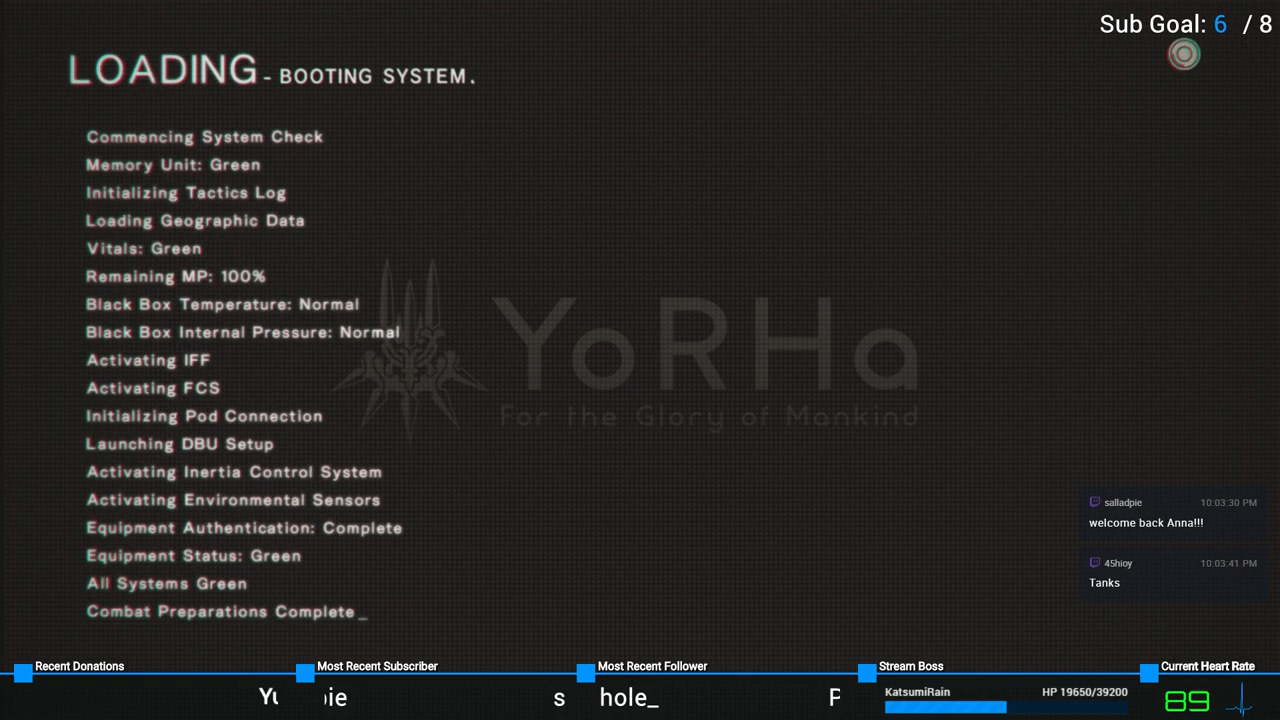 Sub Goal: 6 / 8
LOADING - BOOTING SYSTEM.
Commencing System Check
Memory Unit: Green
Initializing Tactics Log
Loading Geographic Data
Vitals: Green
Remaining MP: 100%
Black Box Temperature: Normal
Black Box Internal Pressure: Normal
Activating IFF
Activating FCS
Initializing Pod Connection
Launching DBU Setup
Activating Inertia Control System
Activating Environmental Sensors
Equipment Authentication: Complete
Equipment Status: Green
All Systems Green
Combat Preparations Complete_
YoRHa
For the Glory of Mankind
salladpie 10:03:30 PM
welcome back Anna!!!
45hioy 10:03:41 PM
Tanks
Recent Donations
Most Recent Subscriber
Most Recent Follower
Stream Boss
Current Heart Rate
pie s
hole_ P
KatsumiRain HP 19650/39200
89